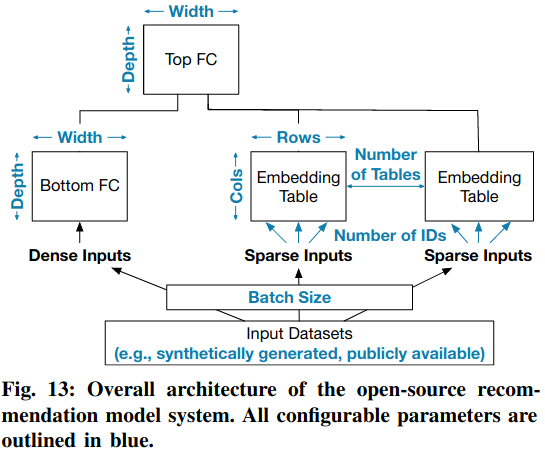 Width
Depth
Top FC
Width
Rows
Depth
Bottom FC
Cols
Embedding
Table
Number
of Tables
Embedding
Table
Number of IDs
Dense Inputs
Sparse Inputs
Sparse Inputs
Batch Size
Input Datasets
(e.g., synthetically generated, publicly available)
Fig. 13: Overall architecture of the open-source recom-
mendation model system. All configurable parameters are
outlined in blue.